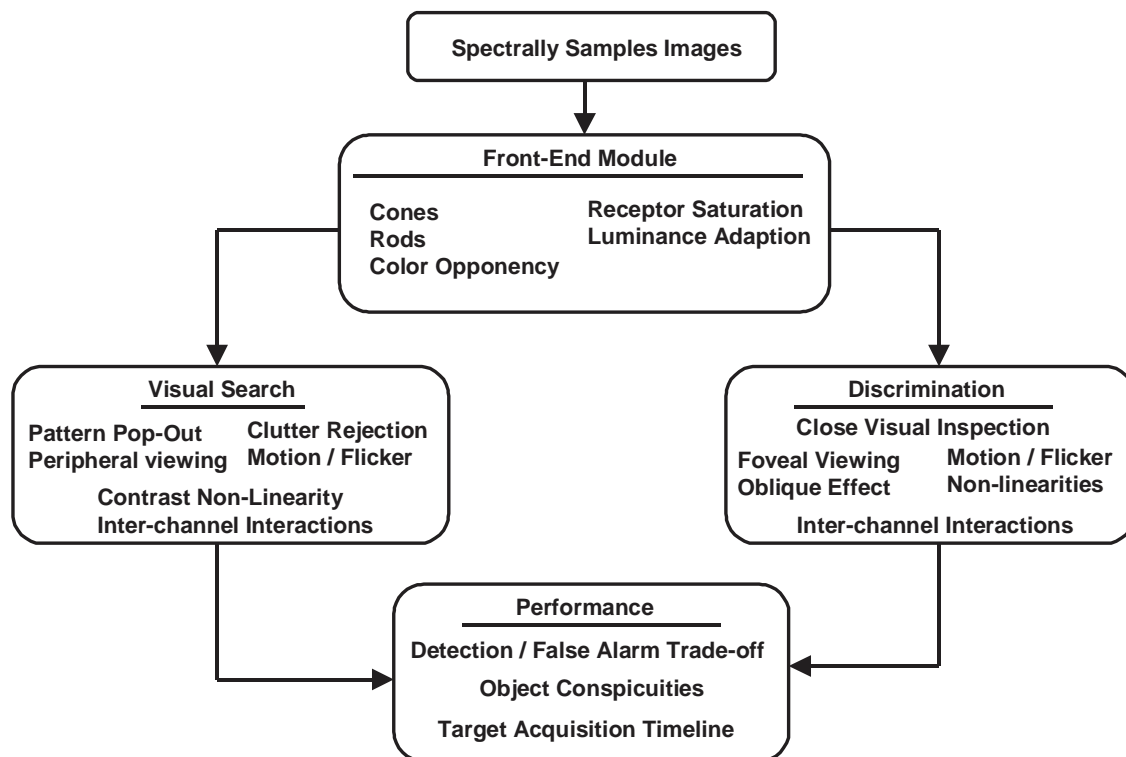 Spectrally Samples Images
Front-End Module
Cones
Rods
Color Opponency
Receptor Saturation
Luminance Adaption
Visual Search
Pattern Pop-Out
Peripheral viewing
Clutter Rejection
Motion / Flicker
Contrast Non-Linearity
Inter-channel Interactions
Discrimination
Close Visual Inspection
Foveal Viewing
Oblique Effect
Motion / Flicker
Non-linearities
Inter-channel Interactions
Performance
Detection / False Alarm Trade-off
Object Conspicuities
Target Acquisition Timeline